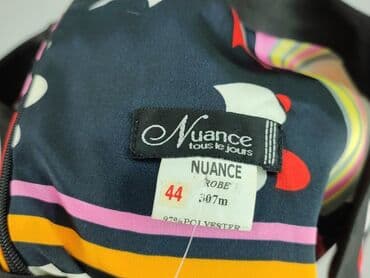 Nuance
tous le jours
NUANCE
ROBE
44 307m
97% POLYESTER